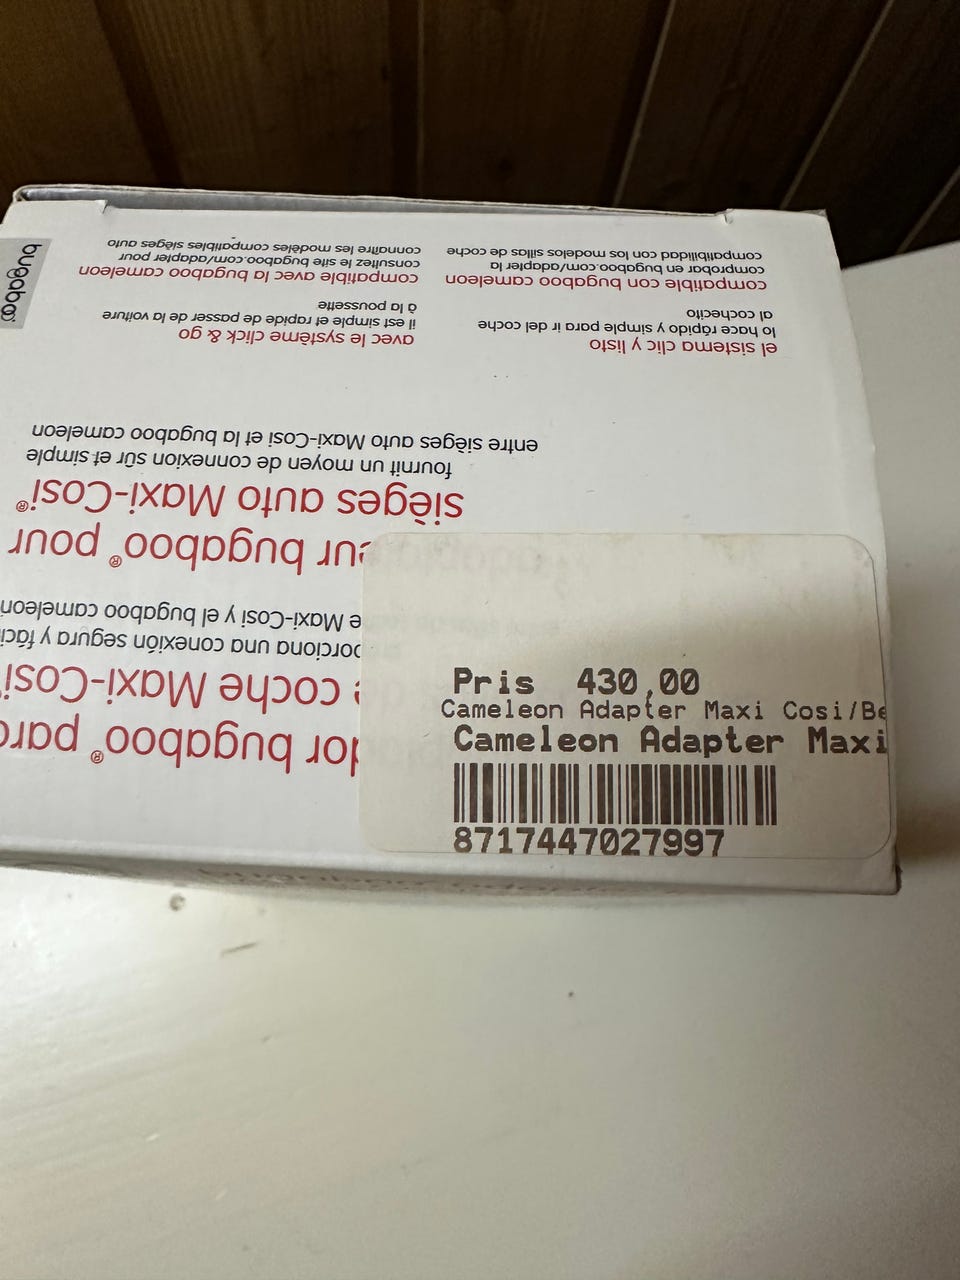 Pris 430,00
Cameleon Adapter Maxi Cosi/Be
Cameleon Adapter Maxi
8717447027997
bugaboo® para
coche Maxi-Cosi®
una conexión segura y
Maxi-Cosi y el bugaboo cameleon
bugaboo® pour
sièges auto Maxi-Cosi®
fournit un moyen de connexion sûr et simple
entre sièges auto Maxi-Cosi et la bugaboo cameleon
el sistema clic y listo
lo hace rápido y simple para ir del coche
al cochecito
compatible con bugaboo cameleon
comprobar en bugaboo.com/adapter la
compatibilidad con los modelos sillas de coche
avec le système click & go
il est simple et rapide de passer de la voiture
à la poussette
compatible avec la bugaboo cameleon
consultez le site bugaboo.com/adapter pour
connaître les modèles compatibles sièges auto
bugaboo